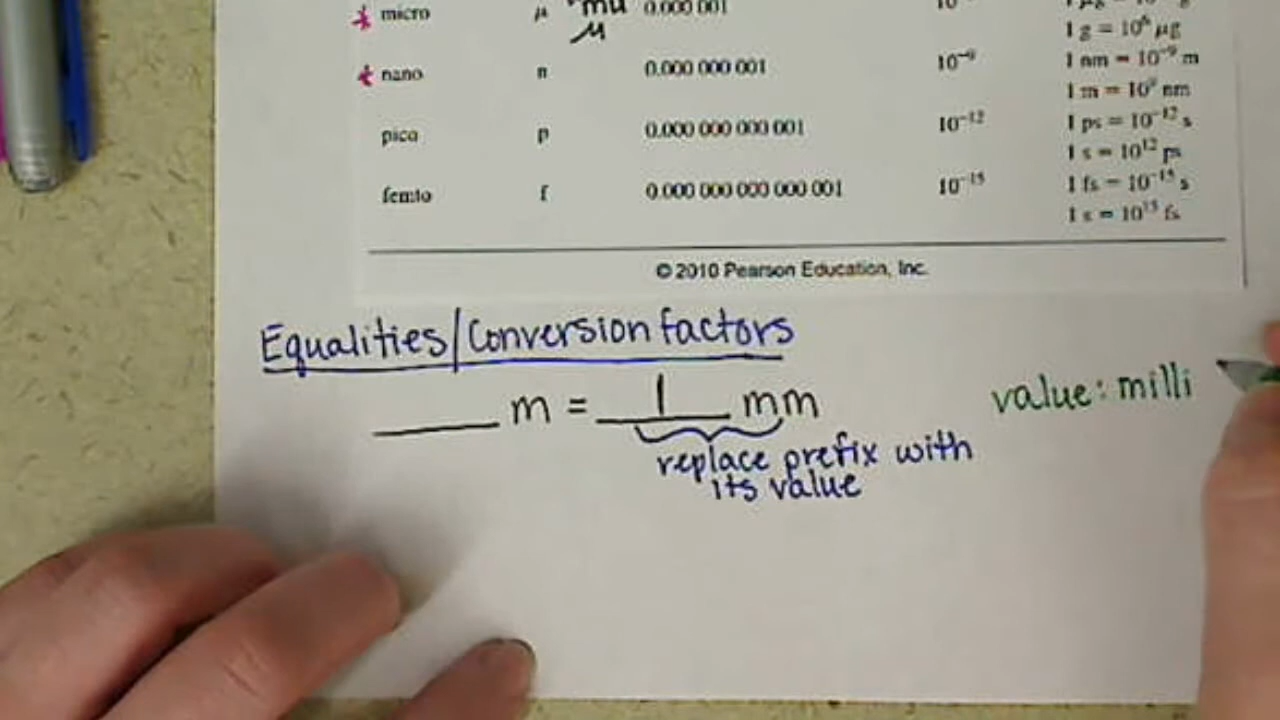 micro μ "mu 0.000 001
μ 1 g = 10⁶ μg
nano n 0.000 000 001 10⁻⁹ 1 nm = 10⁻⁹ m
1 m = 10⁹ nm
pico p 0.000 000 000 001 10⁻¹² 1 ps = 10⁻¹² s
1 s = 10¹² ps
femto f 0.000 000 000 000 001 10⁻¹⁵ 1 fs = 10⁻¹⁵ s
1 s = 10¹⁵ fs
© 2010 Pearson Education, Inc.
Equalities/Conversion factors
____ m = __1__ mm value: milli
replace prefix with
its value